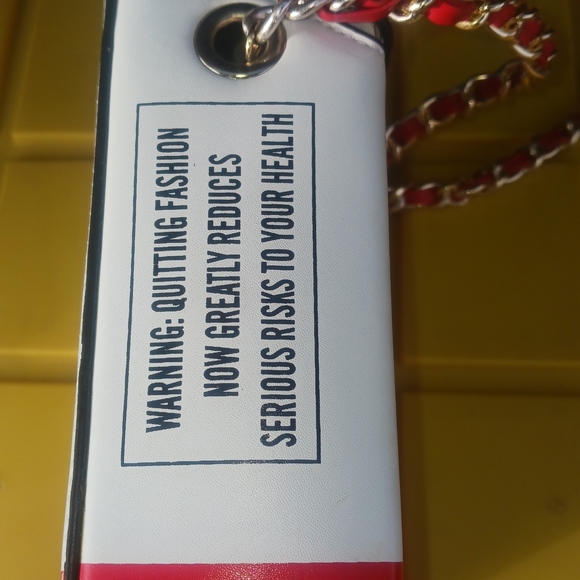 WARNING: QUITTING FASHION
NOW GREATLY REDUCES
SERIOUS RISKS TO YOUR HEALTH